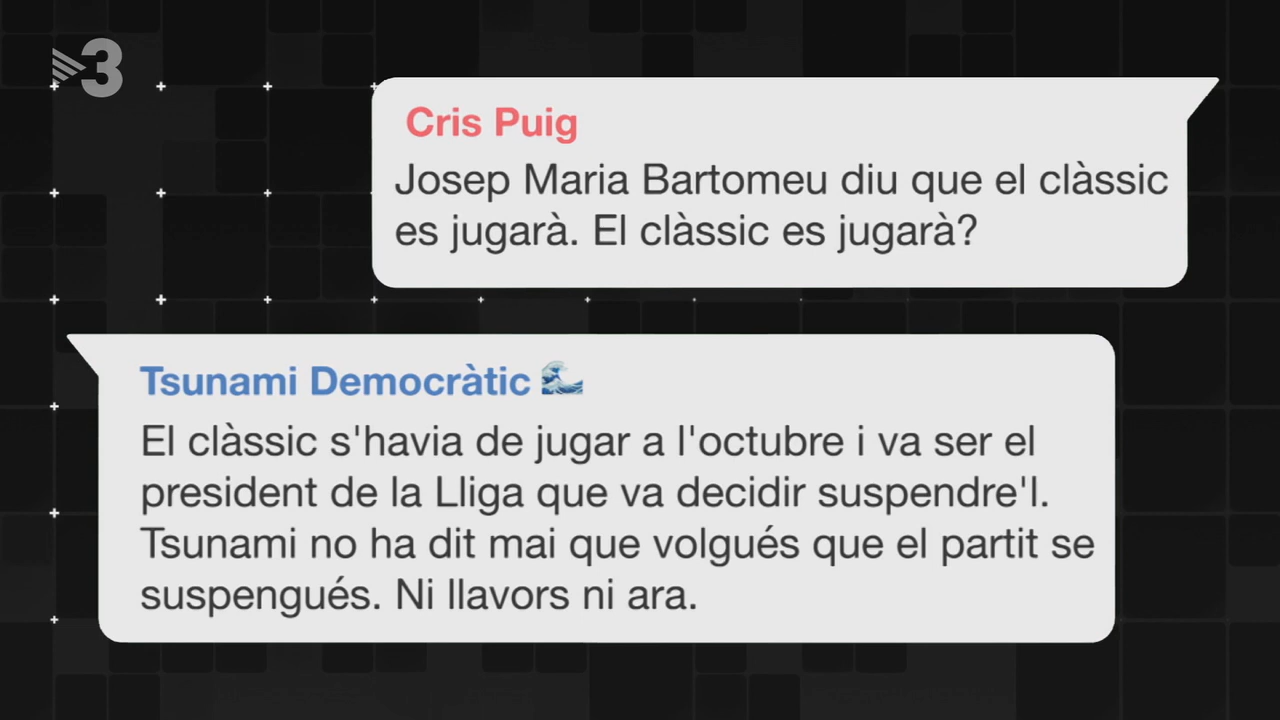 3
Cris Puig
Josep Maria Bartomeu diu que el clàssic
es jugarà. El clàssic es jugarà?
Tsunami Democràtic 🌊
El clàssic s'havia de jugar a l'octubre i va ser el
president de la Lliga que va decidir suspendre'l.
Tsunami no ha dit mai que volgués que el partit se
suspengués. Ni llavors ni ara.